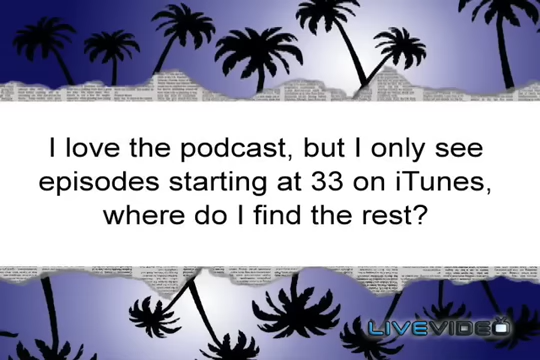 I love the podcast, but I only see
episodes starting at 33 on iTunes,
where do I find the rest?
LIVEVIDEO